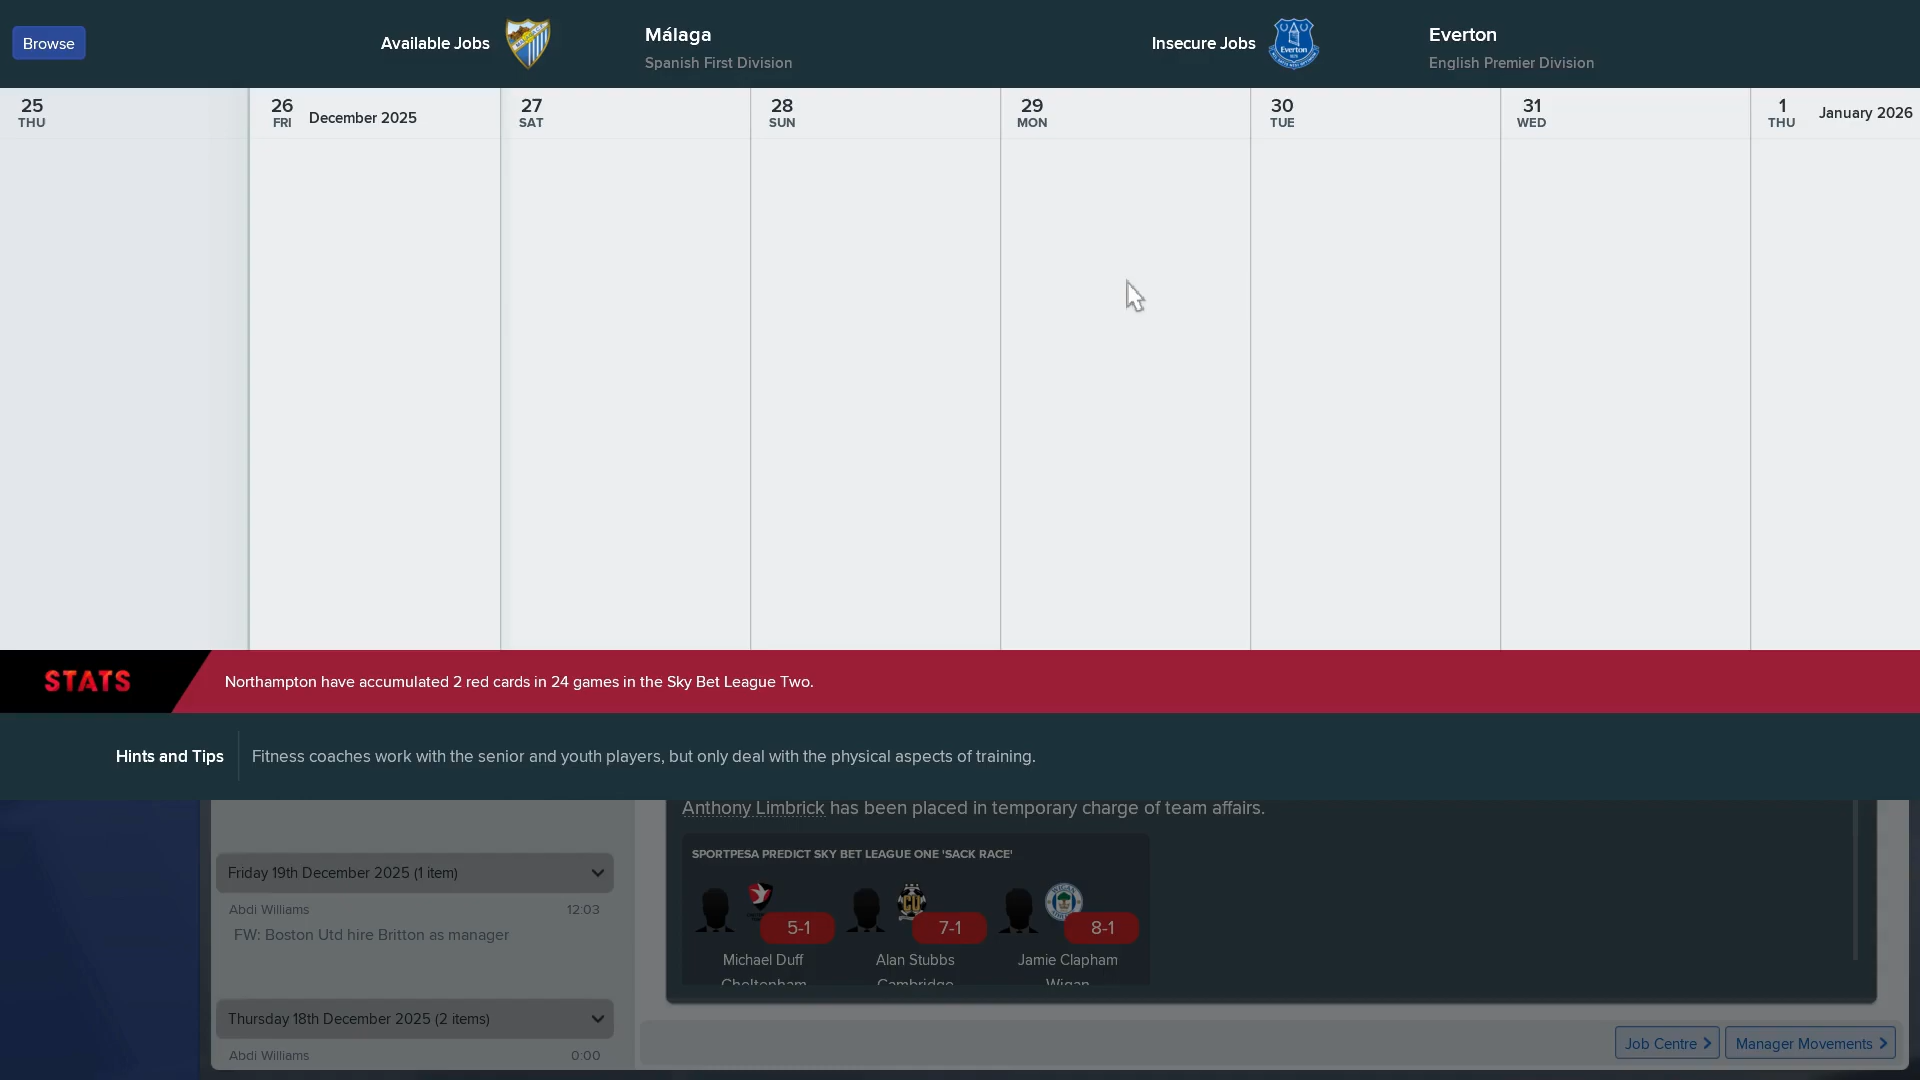 Browse
Available Jobs
Málaga
Spanish First Division
Insecure Jobs
Everton
English Premier Division
25
THU
26
FRI
December 2025
27
SAT
28
SUN
29
MON
30
TUE
31
WED
1
THU
January 2026
STATS
Northampton have accumulated 2 red cards in 24 games in the Sky Bet League Two.
Hints and Tips
Fitness coaches work with the senior and youth players, but only deal with the physical aspects of training.
Anthony Limbrick has been placed in temporary charge of team affairs.
SPORTPESA PREDICT SKY BET LEAGUE ONE 'SACK RACE'
5-1
7-1
8-1
Michael Duff
Alan Stubbs
Jamie Clapham
Cheltenham
Cambridge
Wigan
Friday 19th December 2025 (1 item)
Abdi Williams
12:03
FW: Boston Utd hire Britton as manager
Thursday 18th December 2025 (2 items)
Abdi Williams
0:00
Job Centre
Manager Movements